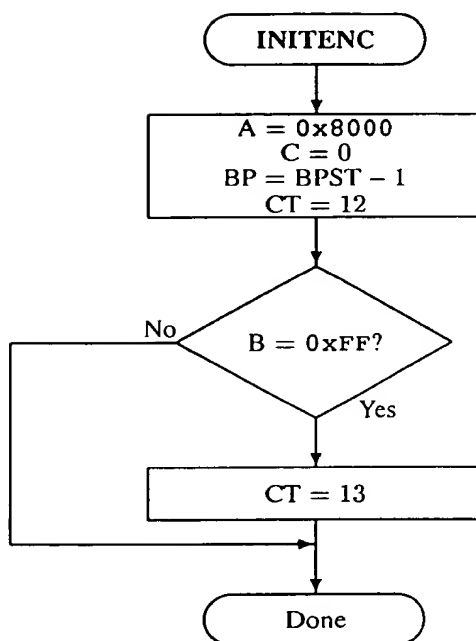 INITENC
A = 0x8000
C = 0
BP = BPST − 1
CT = 12
No
B = 0xFF?
Yes
CT = 13
Done